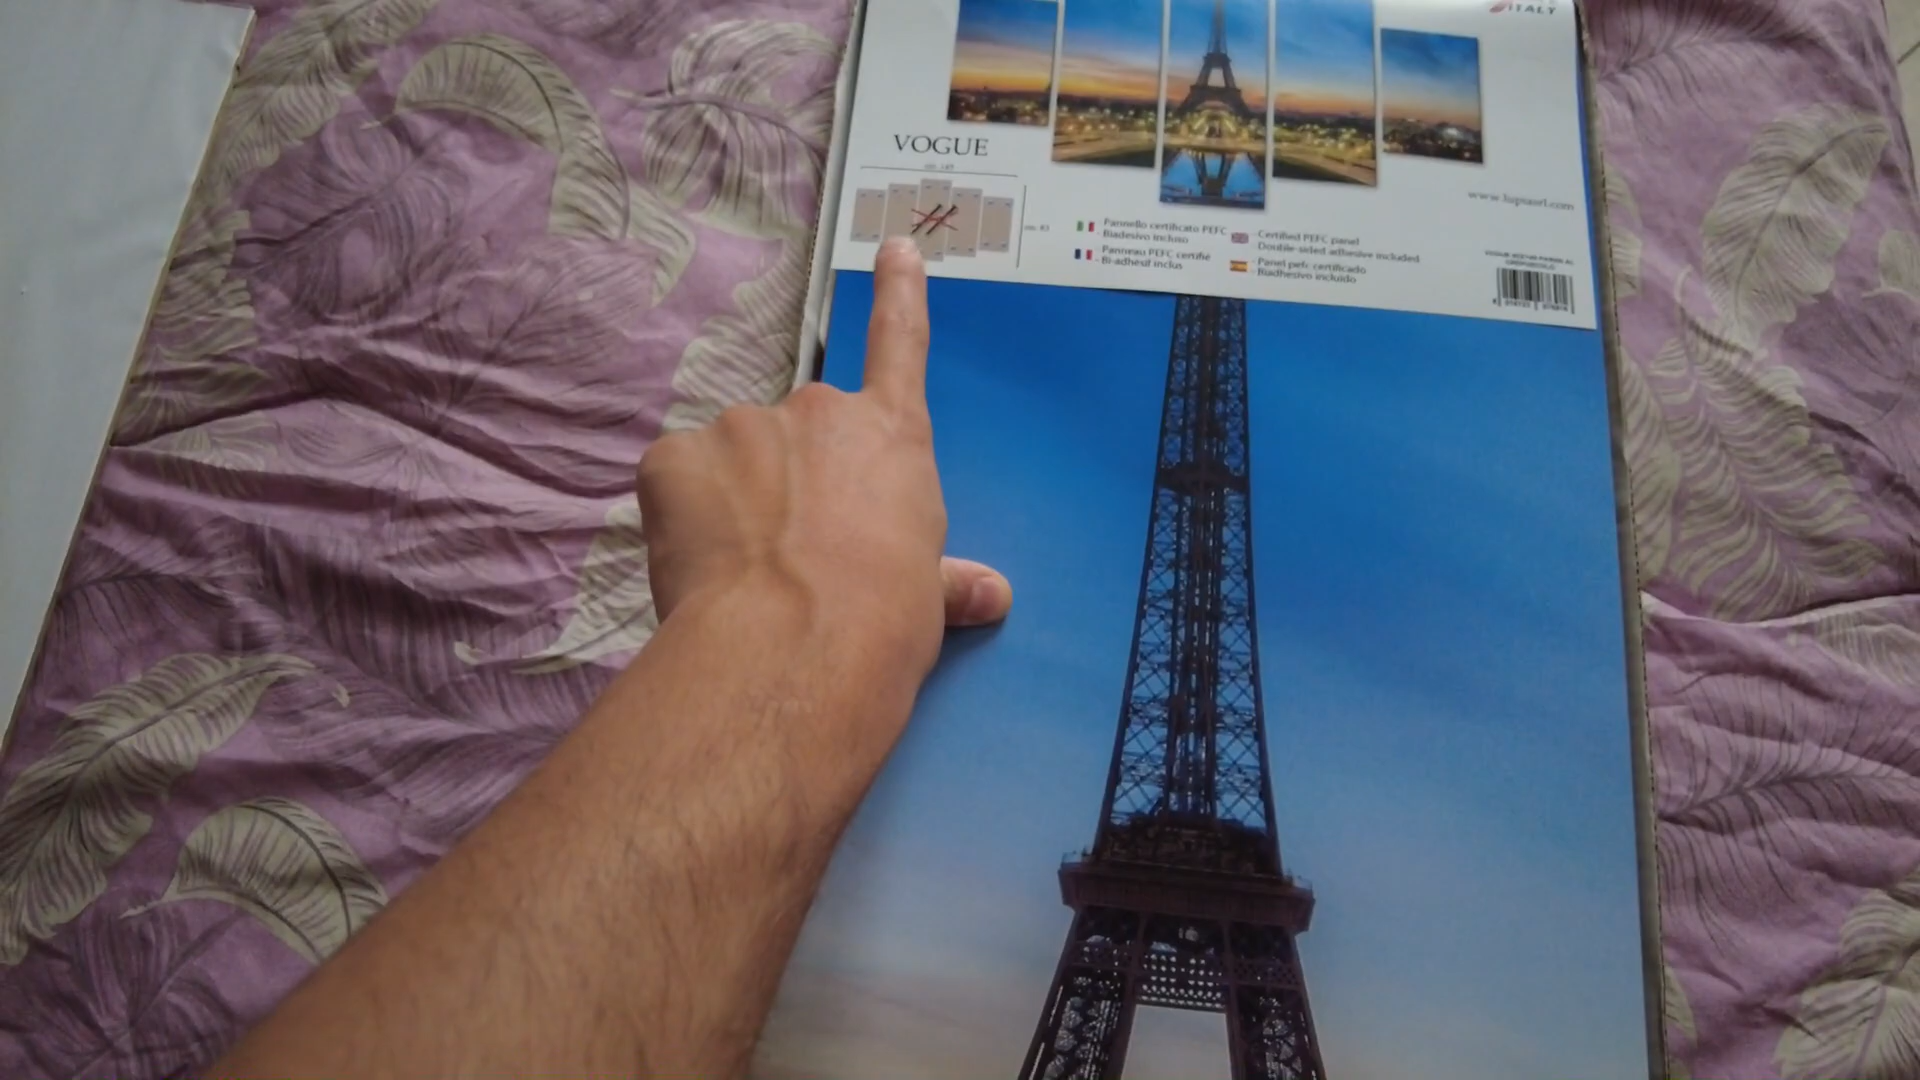 ITALY
VOGUE
www.lupiasrl.com
- Pannello certificato PEFC
- Biadesivo incluso
- Certified PEFC panel
- Double-sided adhesive included
- Panneau PEFC certifié
- Bi-adhésif inclus
- Panel pefc certificado
- Biadhesivo incluido